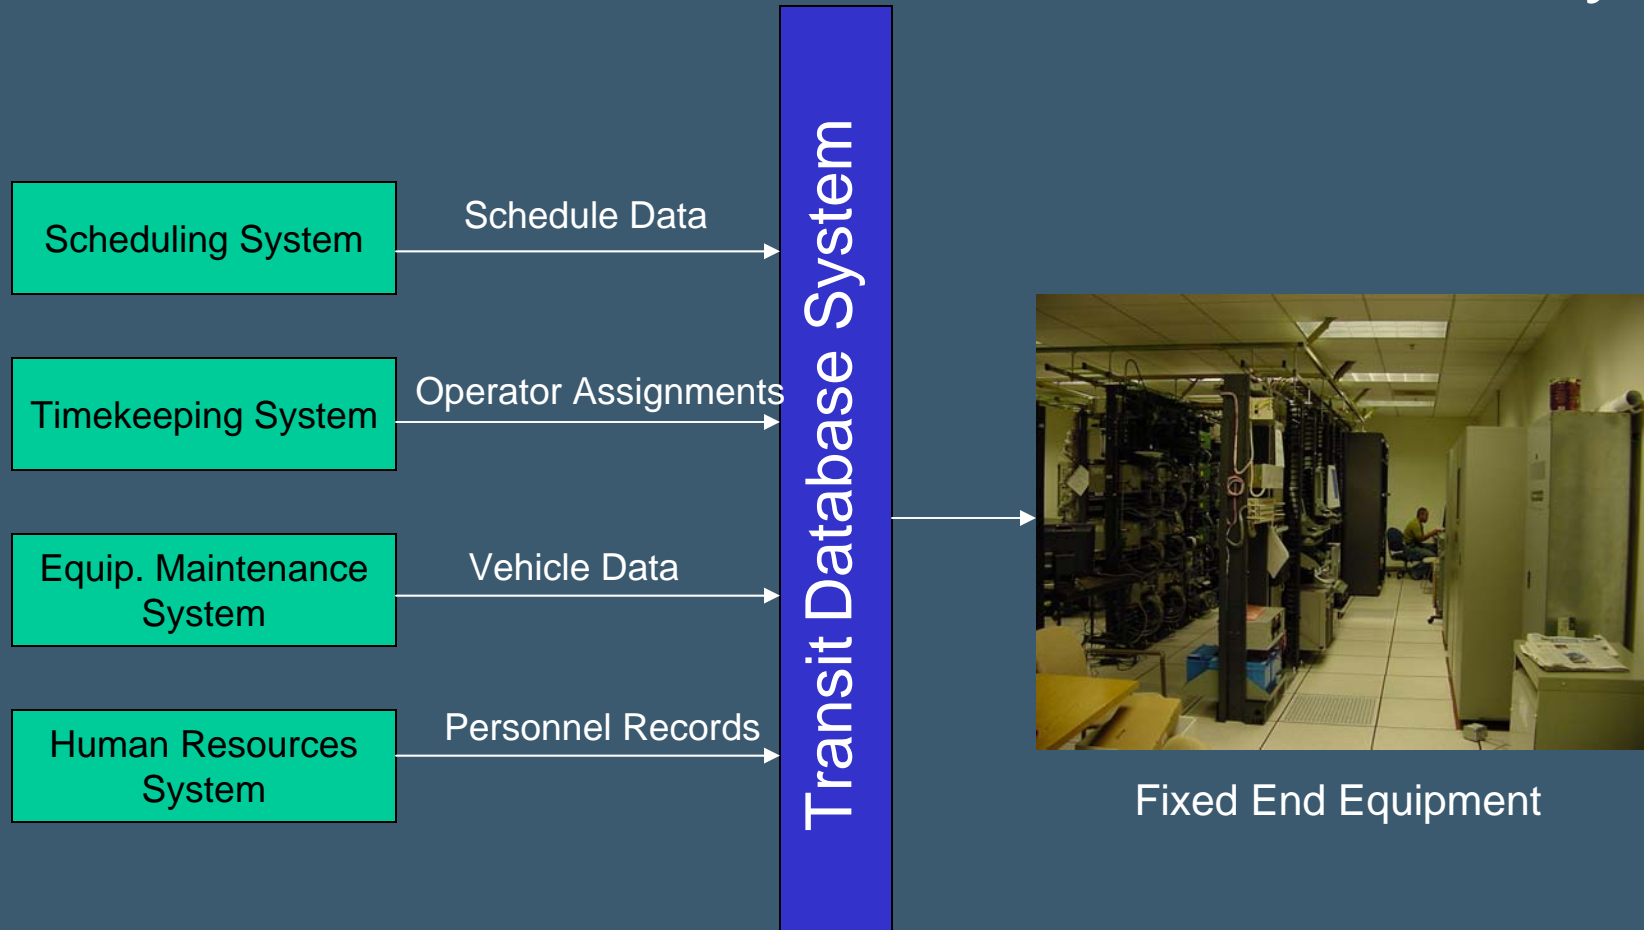 Scheduling System
Schedule Data
Timekeeping System
Operator Assignments
Equip. Maintenance
System
Vehicle Data
Human Resources
System
Personnel Records
Transit Database System
Fixed End Equipment